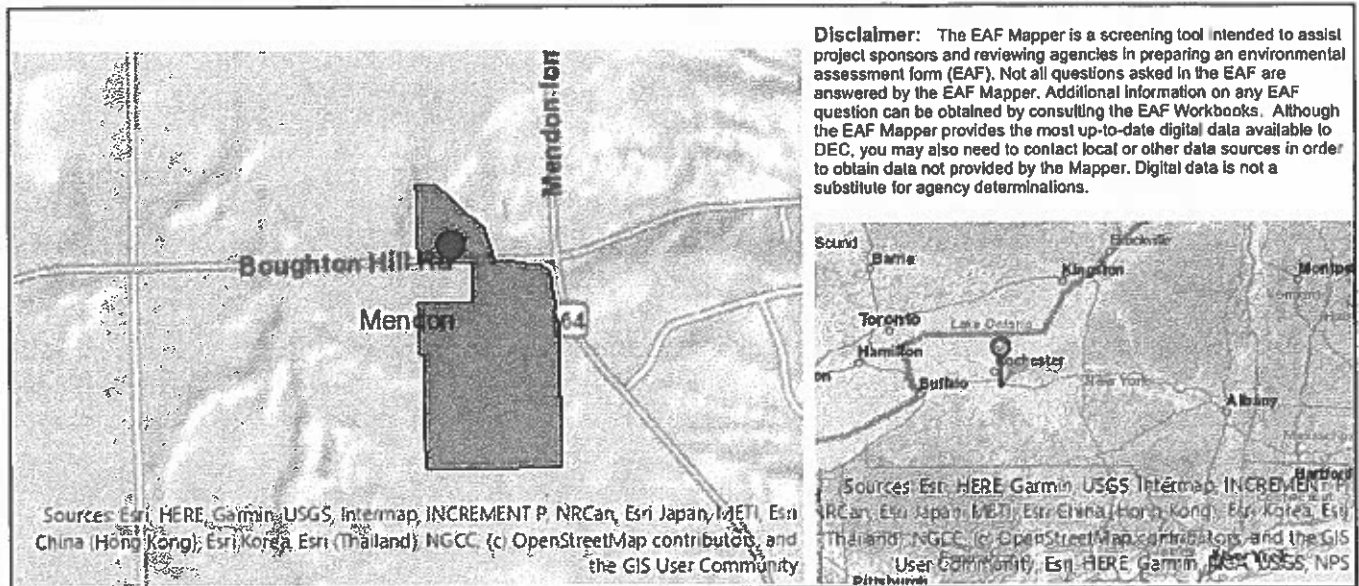 Mendon Ion
Boughton Hill Rd
Mendon
64
Sources: Esri, HERE, Garmin, USGS, Intermap, INCREMENT P, NRCan, Esri Japan, METI, Esri
China (Hong Kong), Esri Korea, Esri (Thailand), NGCC, (c) OpenStreetMap contributors, and
the GIS User Community
Disclaimer: The EAF Mapper is a screening tool intended to assist
project sponsors and reviewing agencies in preparing an environmental
assessment form (EAF). Not all questions asked in the EAF are
answered by the EAF Mapper. Additional information on any EAF
question can be obtained by consulting the EAF Workbooks. Although
the EAF Mapper provides the most up-to-date digital data available to
DEC, you may also need to contact local or other data sources in order
to obtain data not provided by the Mapper. Digital data is not a
substitute for agency determinations.
Sound
Barrie
Brockville
Kingston
Montpe
Toronto
Lake Ontario
Hamilton
Rochester
Buffalo
New York
Albany
Hartford
Sources: Esri, HERE, Garmin, USGS, Intermap, INCREMENT P,
NRCan, Esri Japan, METI, Esri China (Hong Kong), Esri Korea, Esri
(Thailand), NGCC, (c) OpenStreetMap contributors, and the GIS
User Community, Esri, HERE, Garmin, USGS, NPS
New York
Pittsburgh